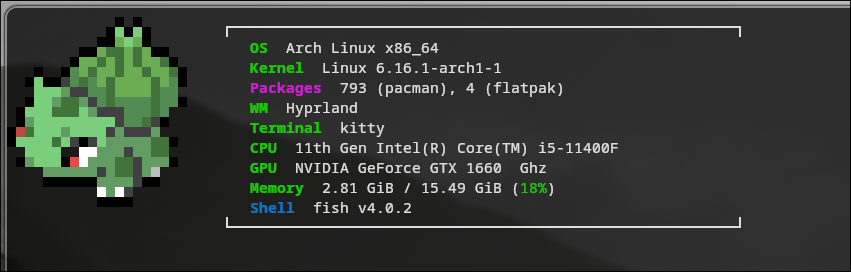 OS Arch Linux x86_64
Kernel Linux 6.16.1-arch1-1
Packages 793 (pacman), 4 (flatpak)
WM Hyprland
Terminal kitty
CPU 11th Gen Intel(R) Core(TM) i5-11400F
GPU NVIDIA GeForce GTX 1660 Ghz
Memory 2.81 GiB / 15.49 GiB (18%)
Shell fish v4.0.2